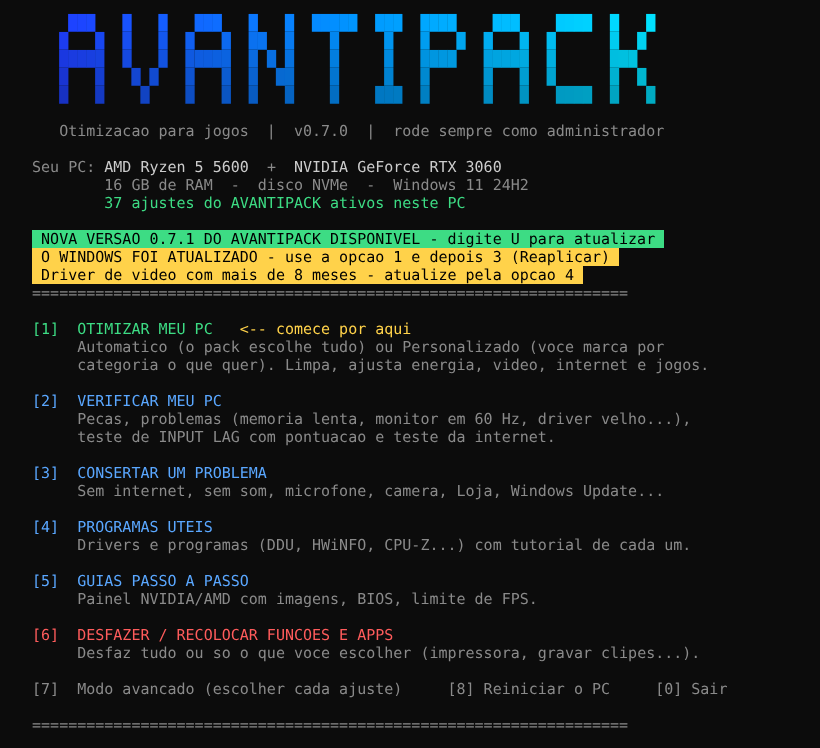 AVANTIPACK
Otimizacao para jogos | v0.7.0 | rode sempre como administrador
Seu PC: AMD Ryzen 5 5600 + NVIDIA GeForce RTX 3060
16 GB de RAM - disco NVMe - Windows 11 24H2
37 ajustes do AVANTIPACK ativos neste PC
NOVA VERSAO 0.7.1 DO AVANTIPACK DISPONIVEL - digite U para atualizar
O WINDOWS FOI ATUALIZADO - use a opcao 1 e depois 3 (Reaplicar)
Driver de video com mais de 8 meses - atualize pela opcao 4
==================================================================
[1] OTIMIZAR MEU PC <-- comece por aqui
Automatico (o pack escolhe tudo) ou Personalizado (voce marca por
categoria o que quer). Limpa, ajusta energia, video, internet e jogos.
[2] VERIFICAR MEU PC
Pecas, problemas (memoria lenta, monitor em 60 Hz, driver velho...),
teste de INPUT LAG com pontuacao e teste da internet.
[3] CONSERTAR UM PROBLEMA
Sem internet, sem som, microfone, camera, Loja, Windows Update...
[4] PROGRAMAS UTEIS
Drivers e programas (DDU, HWiNFO, CPU-Z...) com tutorial de cada um.
[5] GUIAS PASSO A PASSO
Painel NVIDIA/AMD com imagens, BIOS, limite de FPS.
[6] DESFAZER / RECOLOCAR FUNCOES E APPS
Desfaz tudo ou so o que voce escolher (impressora, gravar clipes...).
[7] Modo avancado (escolher cada ajuste) [8] Reiniciar o PC [0] Sair
==================================================================